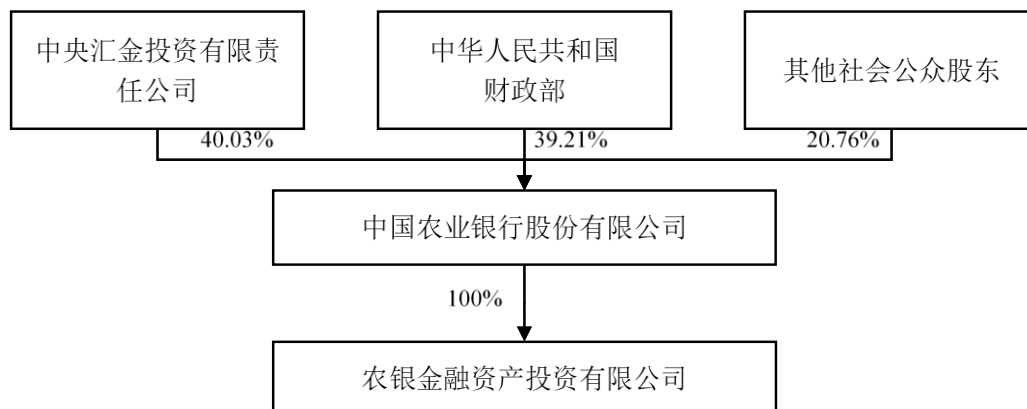 中央汇金投资有限责
任公司
中华人民共和国
财政部
其他社会公众股东
40.03%
39.21%
20.76%
中国农业银行股份有限公司
100%
农银金融资产投资有限公司